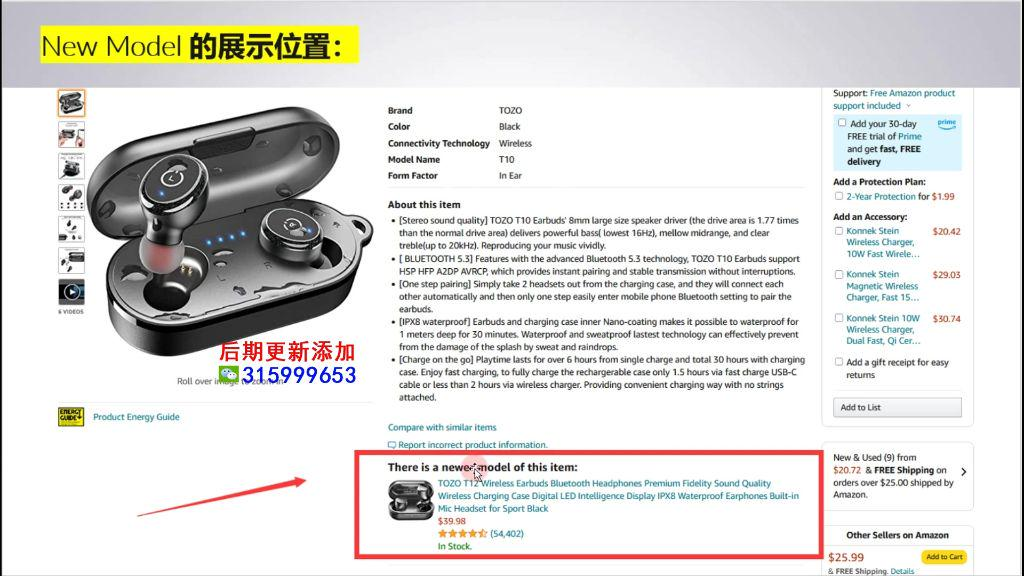 New Model 的展示位置：
Brand TOZO
Color Black
Connectivity Technology Wireless
Model Name T10
Form Factor In Ear
About this item
• [Stereo sound quality] TOZO T10 Earbuds' 8mm large size speaker driver (the drive area is 1.77 times
than the normal drive area) delivers powerful bass( lowest 16Hz), mellow midrange, and clear
treble(up to 20kHz). Reproducing your music vividly.
• [ BLUETOOTH 5.3] Features with the advanced Bluetooth 5.3 technology, TOZO T10 Earbuds support
HSP HFP A2DP AVRCP, which provides instant pairing and stable transmission without interruptions.
• [One step pairing] Simply take 2 headsets out from the charging case, and they will connect each
other automatically and then only one step easily enter mobile phone Bluetooth setting to pair the
earbuds.
• [IPX8 waterproof] Earbuds and charging case inner Nano-coating makes it possible to waterproof for
1 meters deep for 30 minutes. Waterproof and sweatproof lastest technology can effectively prevent
from the damage of the splash by sweat and raindrops.
• [Charge on the go] Playtime lasts for over 6 hours from single charge and total 30 hours with charging
case. Enjoy fast charging, to fully charge the rechargeable case only 1.5 hours via fast charge USB-C
cable or less than 2 hours via wireless charger. Providing convenient charging way with no strings
attached.
Compare with similar items
Report incorrect product information.
There is a newer model of this item:
TOZO T12 Wireless Earbuds Bluetooth Headphones Premium Fidelity Sound Quality
Wireless Charging Case Digital LED Intelligence Display IPX8 Waterproof Earphones Built-in
Mic Headset for Sport Black
$39.98
(54,402)
In Stock.
6 VIDEOS
后期更新添加
315999653
Roll over image to zoom in
ENERGY
GUIDE
Product Energy Guide
Support: Free Amazon product
support included
Add your 30-day
FREE trial of Prime
and get fast, FREE
delivery
prime
Add a Protection Plan:
2-Year Protection for $1.99
Add an Accessory:
Konnek Stein
Wireless Charger,
10W Fast Wire…
$20.42
Konnek Stein
Magnetic Wireless
Charger, Fast 15…
$29.03
Konnek Stein 10W
Wireless Charger,
Dual Fast, Qi Cer…
$30.74
Add a gift receipt for easy
returns
Add to List
New & Used (9) from
$20.72 & FREE Shipping on
orders over $25.00 shipped by
Amazon.
Other Sellers on Amazon
$25.99
Add to Cart
& FREE Shipping. Details